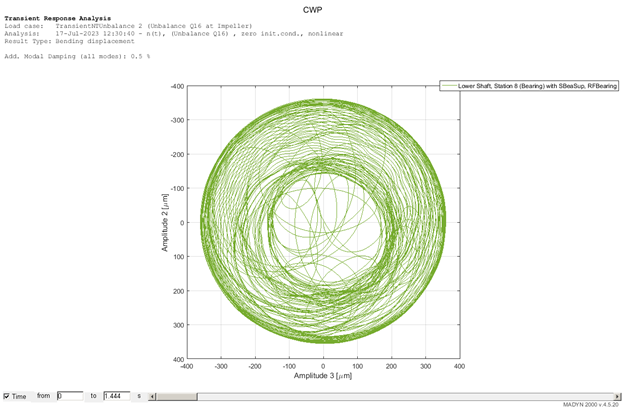 CWP
Transient Response Analysis
Load case: TransientNTUnbalance 2 (Unbalance Q16 at Impeller)
Analysis: 17-Jul-2023 12:30:40 - n(t), (Unbalance Q16) , zero init.cond., nonlinear
Result Type: Bending displacement
Add. Modal Damping (all modes): 0.5 %
Lower Shaft, Station 8 (Bearing) with SBeaSup, RFBearing
-400
-300
-200
-100
0
100
200
300
400
Amplitude 2 [μm]
-400 -300 -200 -100 0 100 200 300 400
Amplitude 3 [μm]
Time from 0 to 1.444 s
MADYN 2000 v.4.5.20